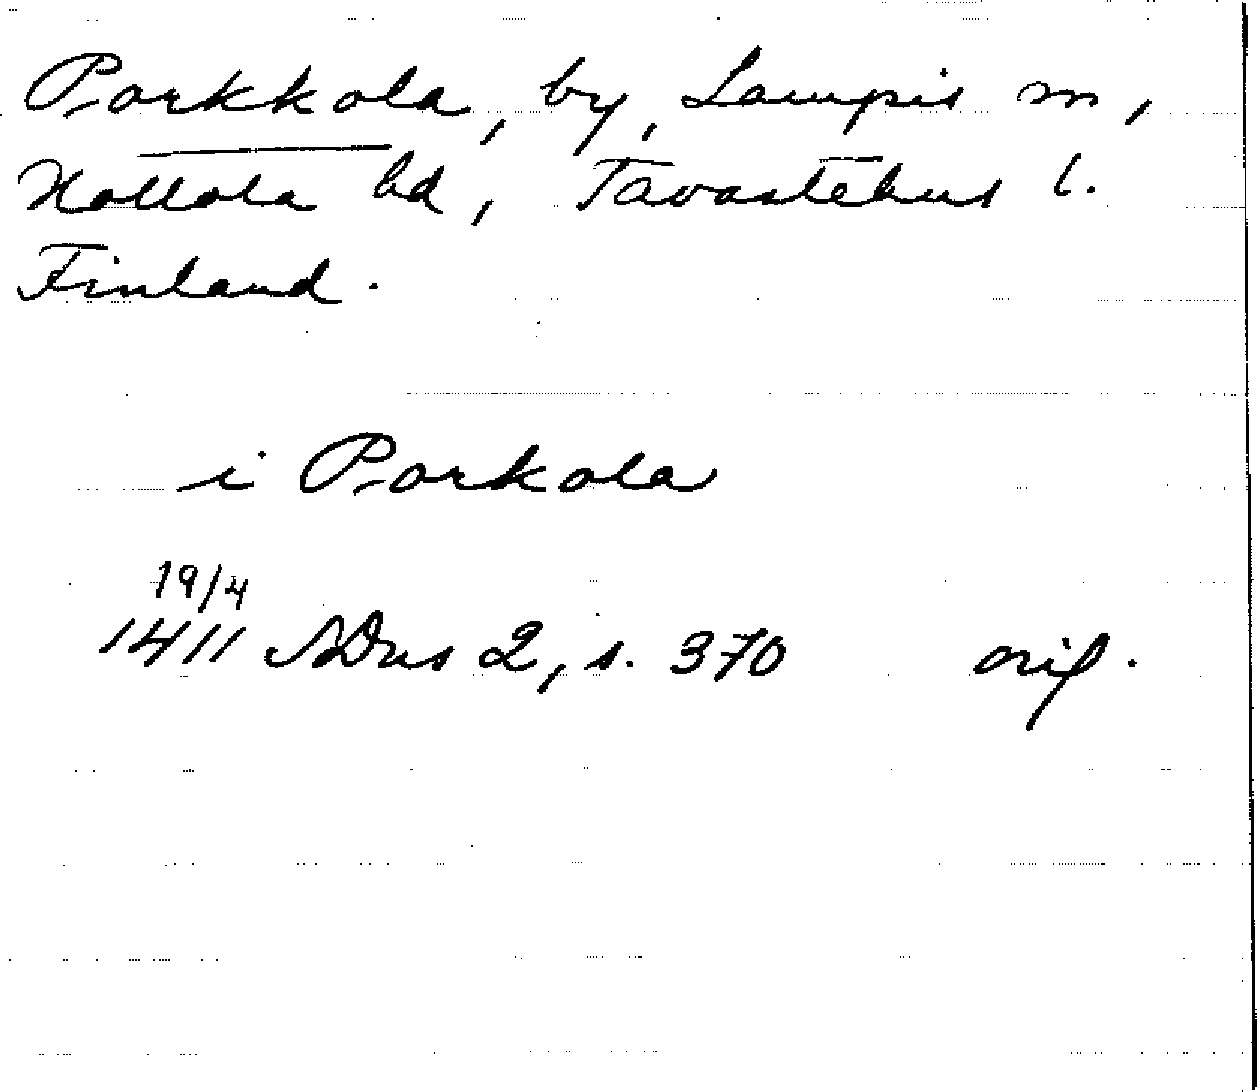 Porkkola, by, Lampis sn,
Hollola hd, Tavastehus l.
Finland.
i Porkola
19/4
1411 SDns 2, s. 370 orig.